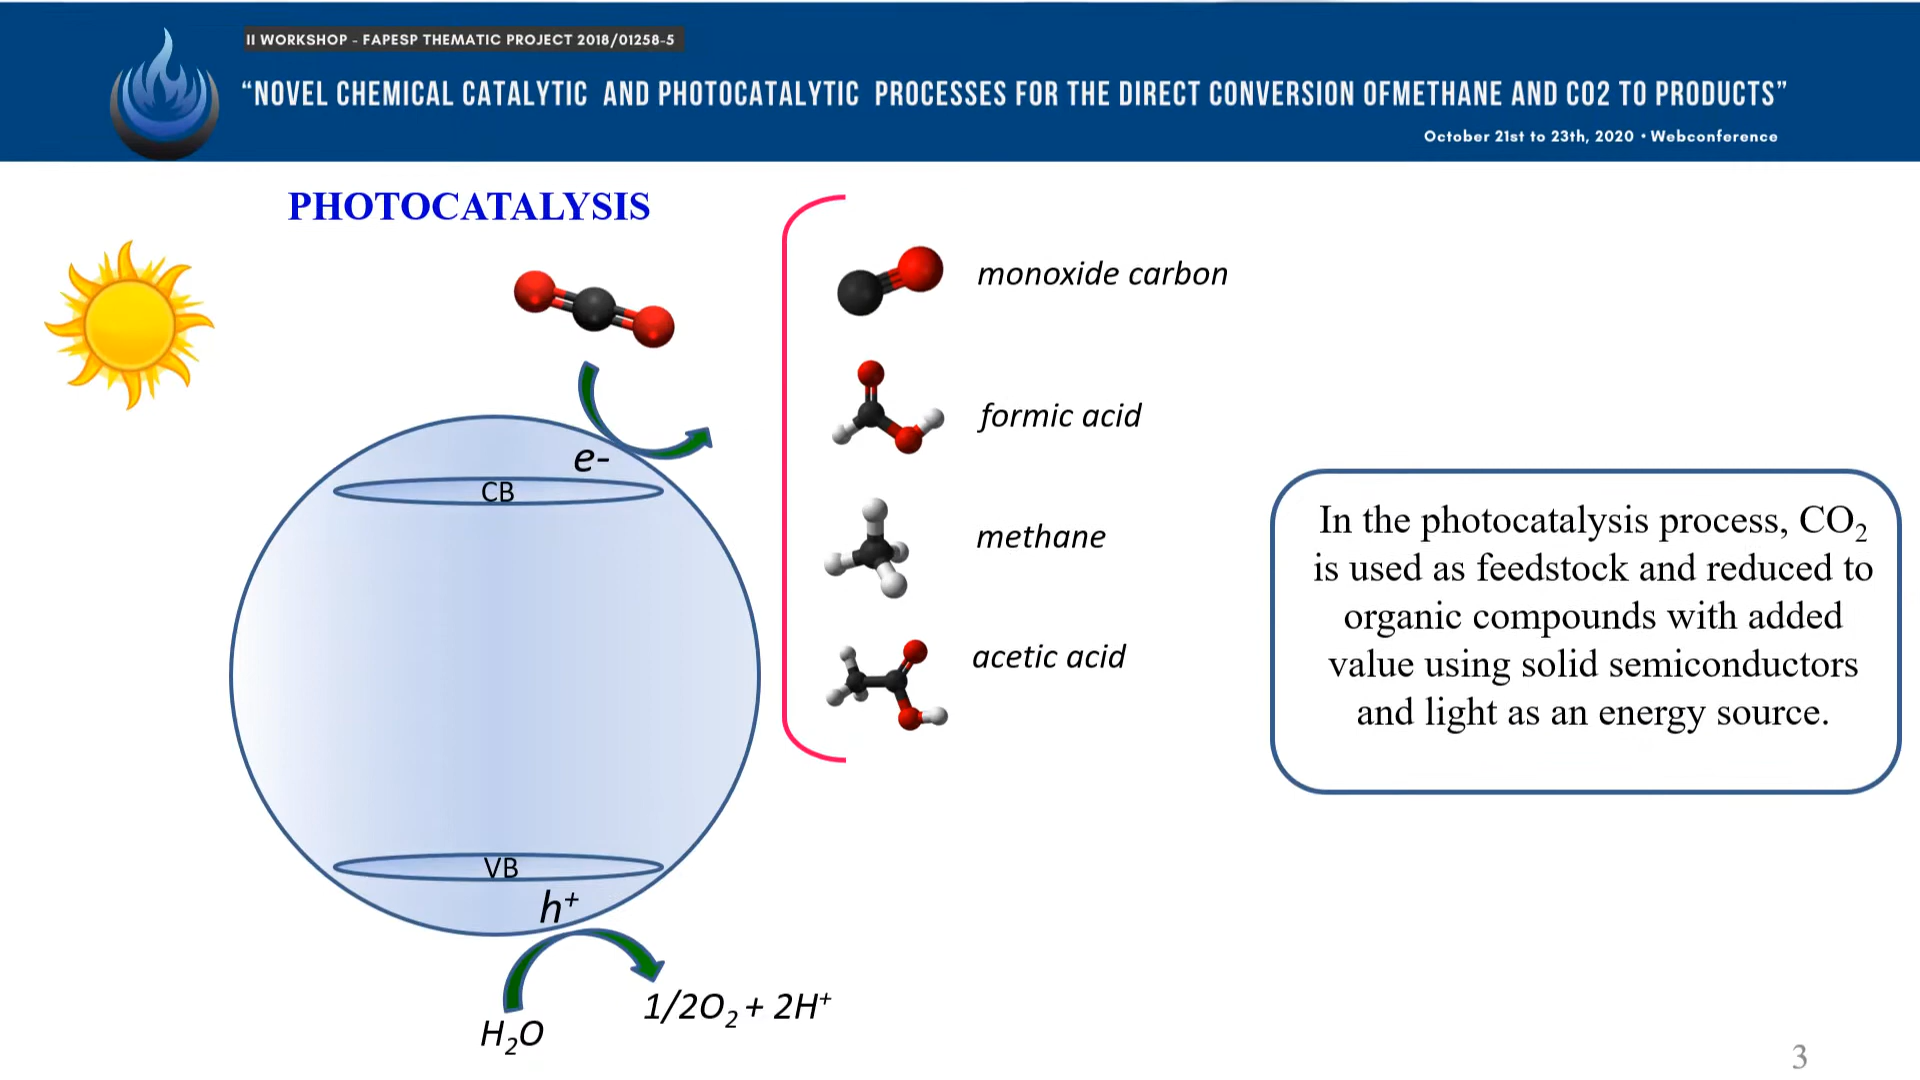 II WORKSHOP - FAPESP THEMATIC PROJECT 2018/01258-5
“NOVEL CHEMICAL CATALYTIC AND PHOTOCATALYTIC PROCESSES FOR THE DIRECT CONVERSION OFMETHANE AND CO2 TO PRODUCTS”
October 21st to 23th, 2020 • Webconference
PHOTOCATALYSIS
monoxide carbon
formic acid
methane
acetic acid
e-
CB
VB
h⁺
H₂O
1/2O₂ + 2H⁺
In the photocatalysis process, CO₂
is used as feedstock and reduced to
organic compounds with added
value using solid semiconductors
and light as an energy source.
3